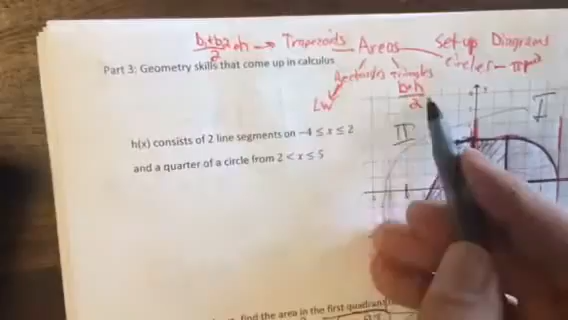 b1+b2/2 •h → Trapezoids – Areas – Set up Diagrams
Circles – πr²
Part 3: Geometry skills that come up in calculus
Rectangles Triangles
LW b•h/2
I
II
h(x) consists of 2 line segments on −4 ≤ x ≤ 2
and a quarter of a circle from 2 < x ≤ 5
find the area in the first quadrant